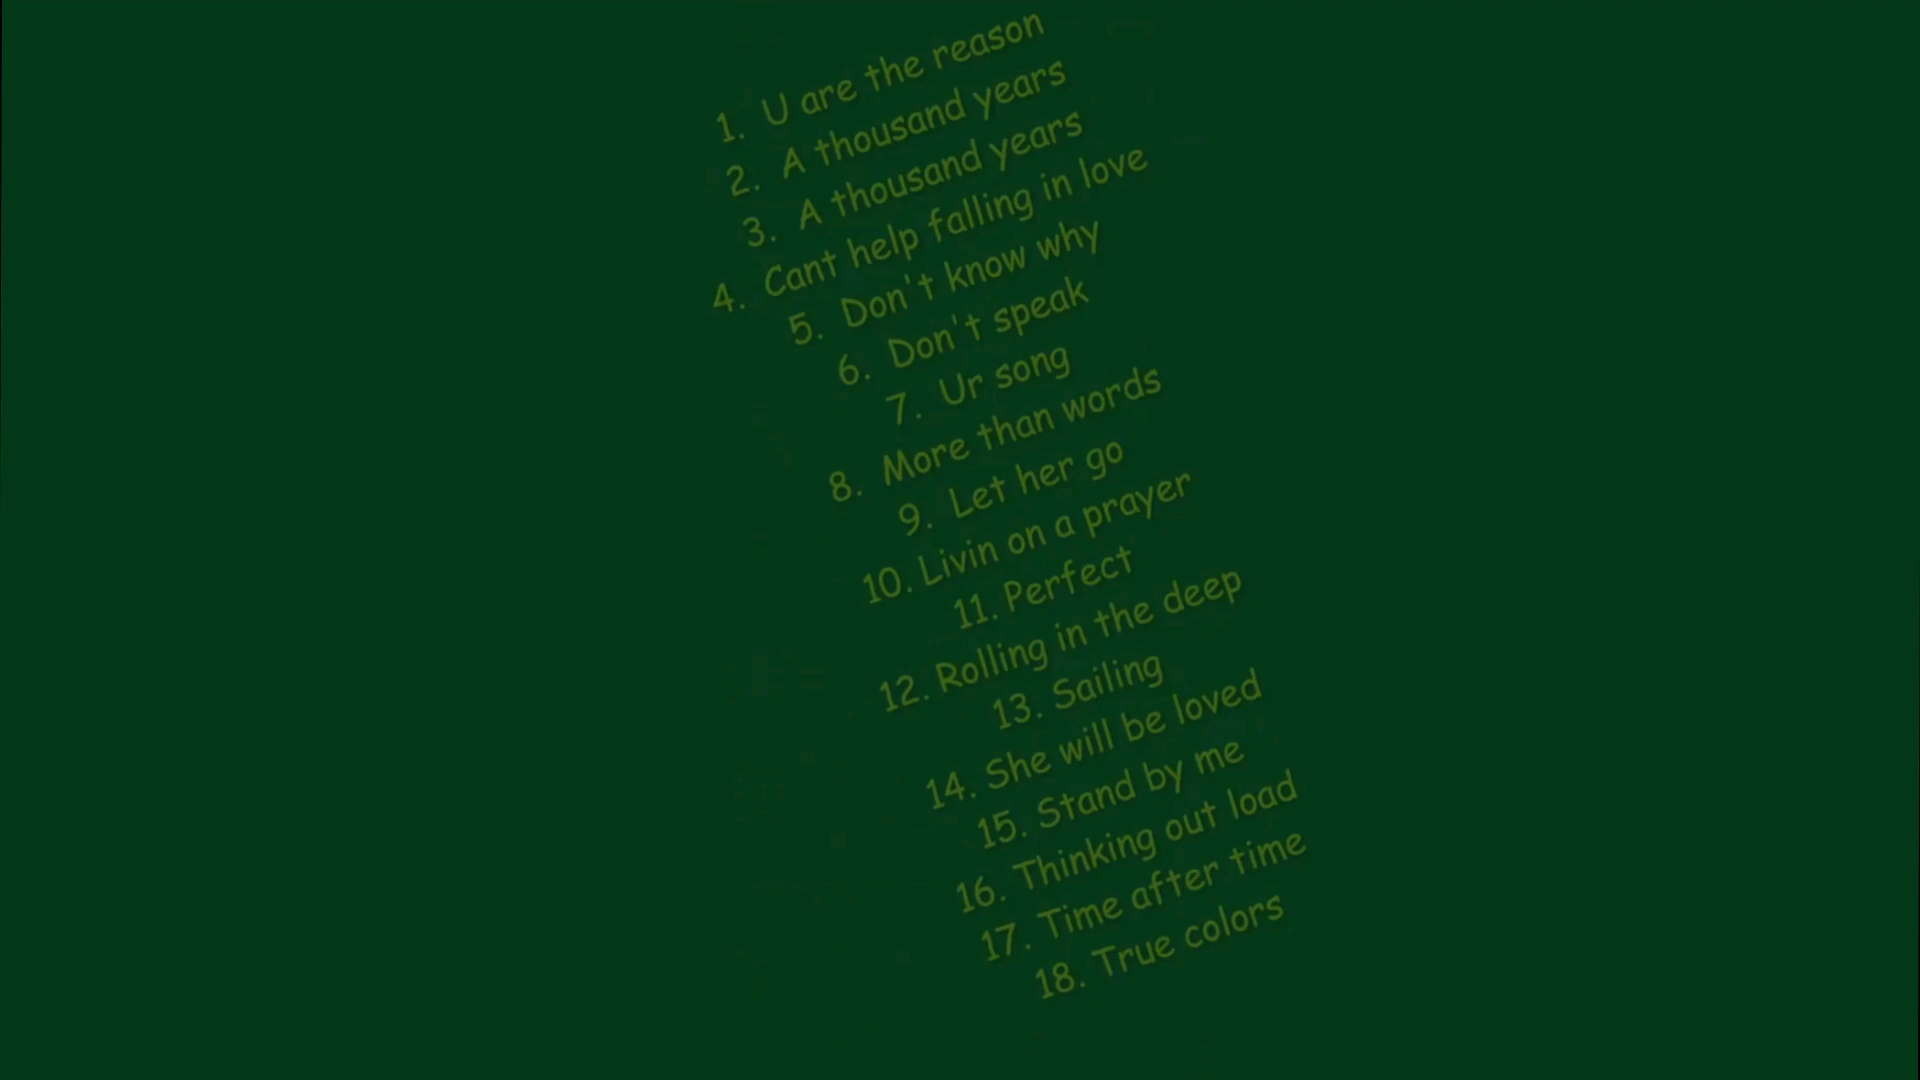 1. U are the reason
2. A thousand years
3. A thousand years
4. Cant help falling in love
5. Don't know why
6. Don't speak
7. Ur song
8. More than words
9. Let her go
10. Livin on a prayer
11. Perfect
12. Rolling in the deep
13. Sailing
14. She will be loved
15. Stand by me
16. Thinking out load
17. Time after time
18. True colors